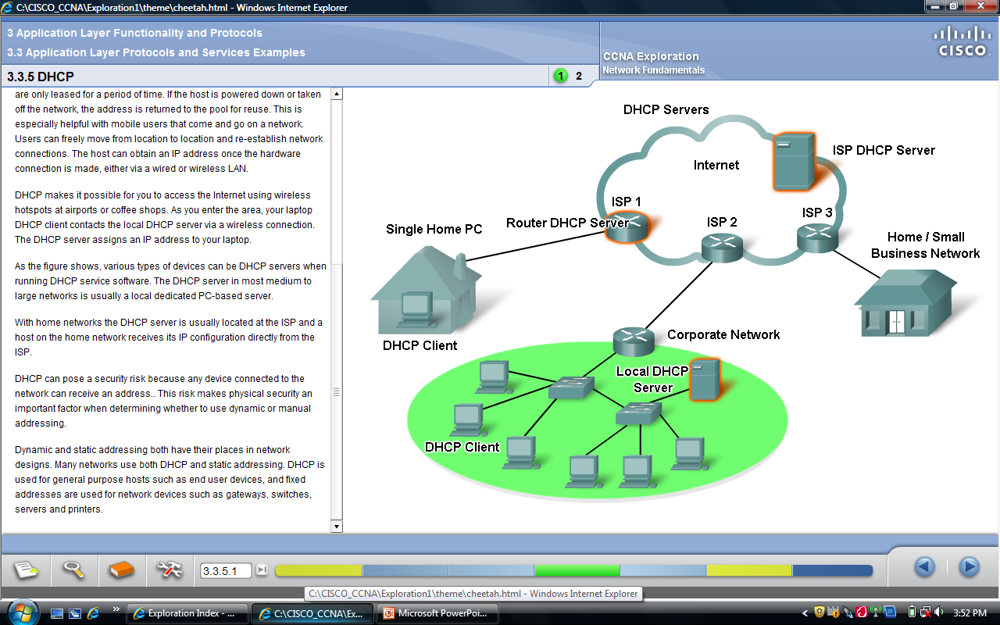 C:\CISCO_CCNA\Exploration1\theme\cheetah.html - Windows Internet Explorer
3 Application Layer Functionality and Protocols
3.3 Application Layer Protocols and Services Examples
CISCO
CCNA Exploration
Network Fundamentals
3.3.5 DHCP
1 2
are only leased for a period of time. If the host is powered down or taken
off the network, the address is returned to the pool for reuse. This is
especially helpful with mobile users that come and go on a network.
Users can freely move from location to location and re-establish network
connections. The host can obtain an IP address once the hardware
connection is made, either via a wired or wireless LAN.
DHCP makes it possible for you to access the Internet using wireless
hotspots at airports or coffee shops. As you enter the area, your laptop
DHCP client contacts the local DHCP server via a wireless connection.
The DHCP server assigns an IP address to your laptop.
As the figure shows, various types of devices can be DHCP servers when
running DHCP service software. The DHCP server in most medium to
large networks is usually a local dedicated PC-based server.
With home networks the DHCP server is usually located at the ISP and a
host on the home network receives its IP configuration directly from the
ISP.
DHCP can pose a security risk because any device connected to the
network can receive an address.. This risk makes physical security an
important factor when determining whether to use dynamic or manual
addressing.
Dynamic and static addressing both have their places in network
designs. Many networks use both DHCP and static addressing. DHCP is
used for general purpose hosts such as end user devices, and fixed
addresses are used for network devices such as gateways, switches,
servers and printers.
DHCP Servers
ISP DHCP Server
Internet
ISP 1
Router DHCP Server
ISP 2
ISP 3
Single Home PC
Home / Small
Business Network
DHCP Client
Corporate Network
Local DHCP
Server
DHCP Client
3.3.5.1
C:\CISCO_CCNA\Exploration1\theme\cheetah.html - Windows Internet Explorer
Exploration Index - ...
C:\CISCO_CCNA\Ex...
Microsoft PowerPoi...
3:52 PM